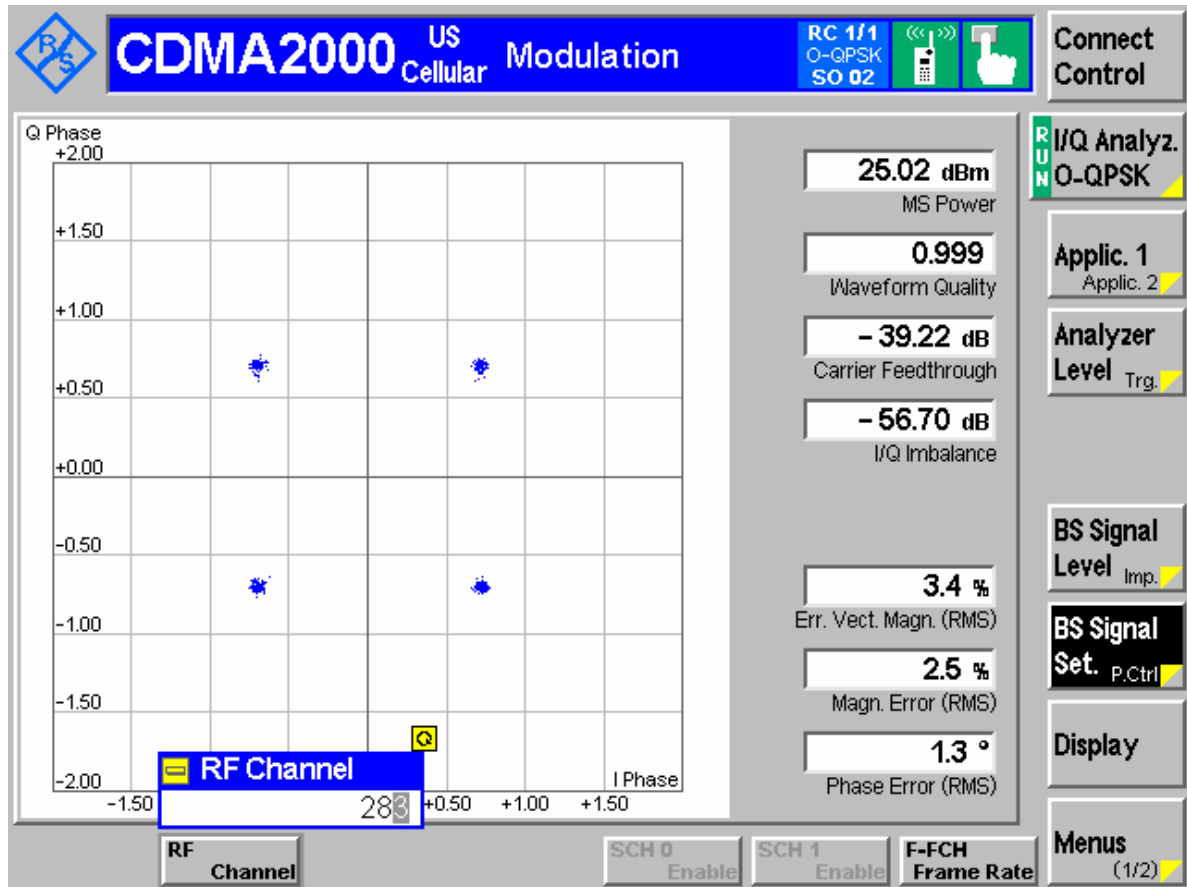 R&S
CDMA2000 US Cellular Modulation
RC 1/1
O-QPSK
SO 02
Connect Control
Q Phase
+2.00
+1.50
+1.00
+0.50
+0.00
-0.50
-1.00
-1.50
-2.00
I Phase
-1.50
+0.50
+1.00
+1.50
RF Channel
283
25.02 dBm
MS Power
0.999
Waveform Quality
-39.22 dB
Carrier Feedthrough
-56.70 dB
I/Q Imbalance
3.4 %
Err. Vect. Magn. (RMS)
2.5 %
Magn. Error (RMS)
1.3 °
Phase Error (RMS)
RUN
I/Q Analyz.
O-QPSK
Applic. 1
Applic. 2
Analyzer
Level Trg.
BS Signal
Level Imp.
BS Signal
Set. P.Ctrl
Display
Menus
(1/2)
RF
Channel
SCH 0
Enable
SCH 1
Enable
F-FCH
Frame Rate